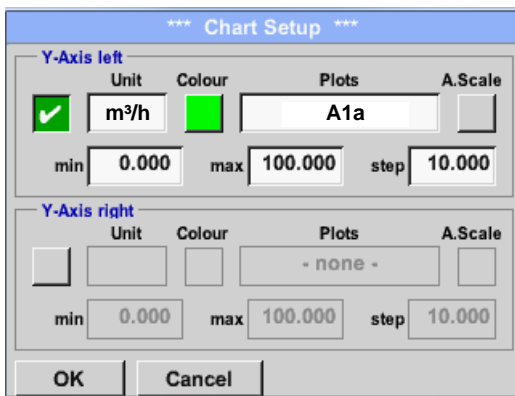 *** Chart Setup ***
Y-Axis left
Unit Colour Plots A.Scale
m³/h A1a
min 0.000 max 100.000 step 10.000
Y-Axis right
Unit Colour Plots A.Scale
- none -
min 0.000 max 100.000 step 10.000
OK Cancel